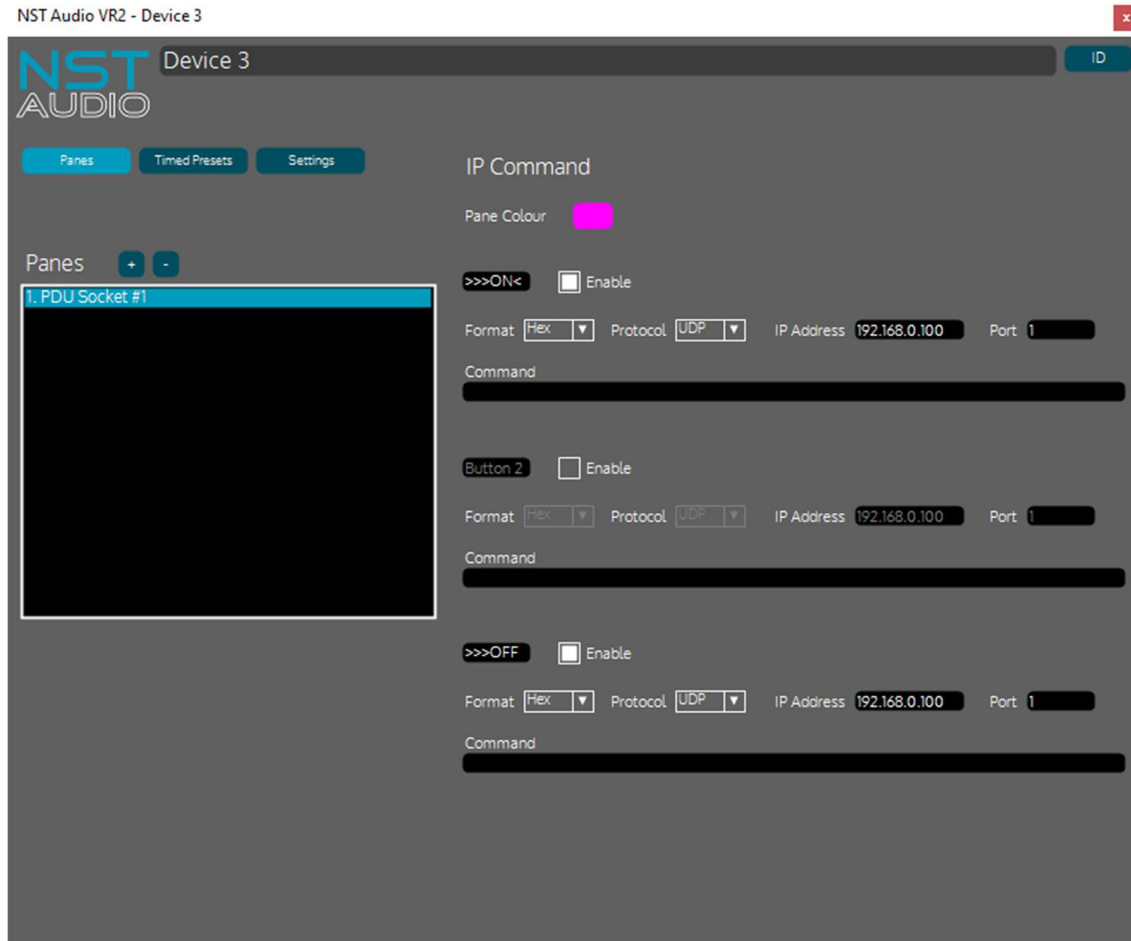 NST Audio VR2 - Device 3
x
NST
AUDIO
Device 3
ID
Panes
Timed Presets
Settings
IP Command
Pane Colour
Panes
+
-
1. PDU Socket #1
>>>ON<
Enable
Format Hex Protocol UDP IP Address 192.168.0.100 Port 1
Command
Button 2
Enable
Format Hex Protocol UDP IP Address 192.168.0.100 Port 1
Command
>>>OFF
Enable
Format Hex Protocol UDP IP Address 192.168.0.100 Port 1
Command